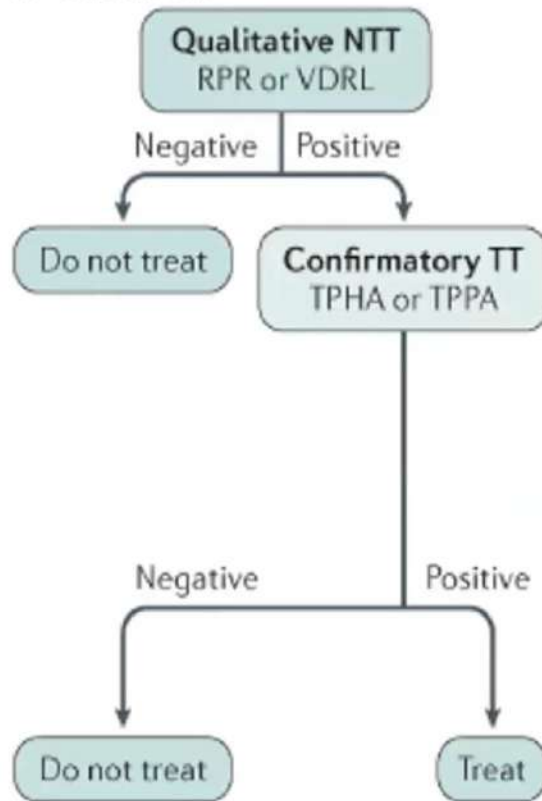 Qualitative NTT
RPR or VDRL
Negative
Positive
Do not treat
Confirmatory TT
TPHA or TPPA
Negative
Positive
Do not treat
Treat